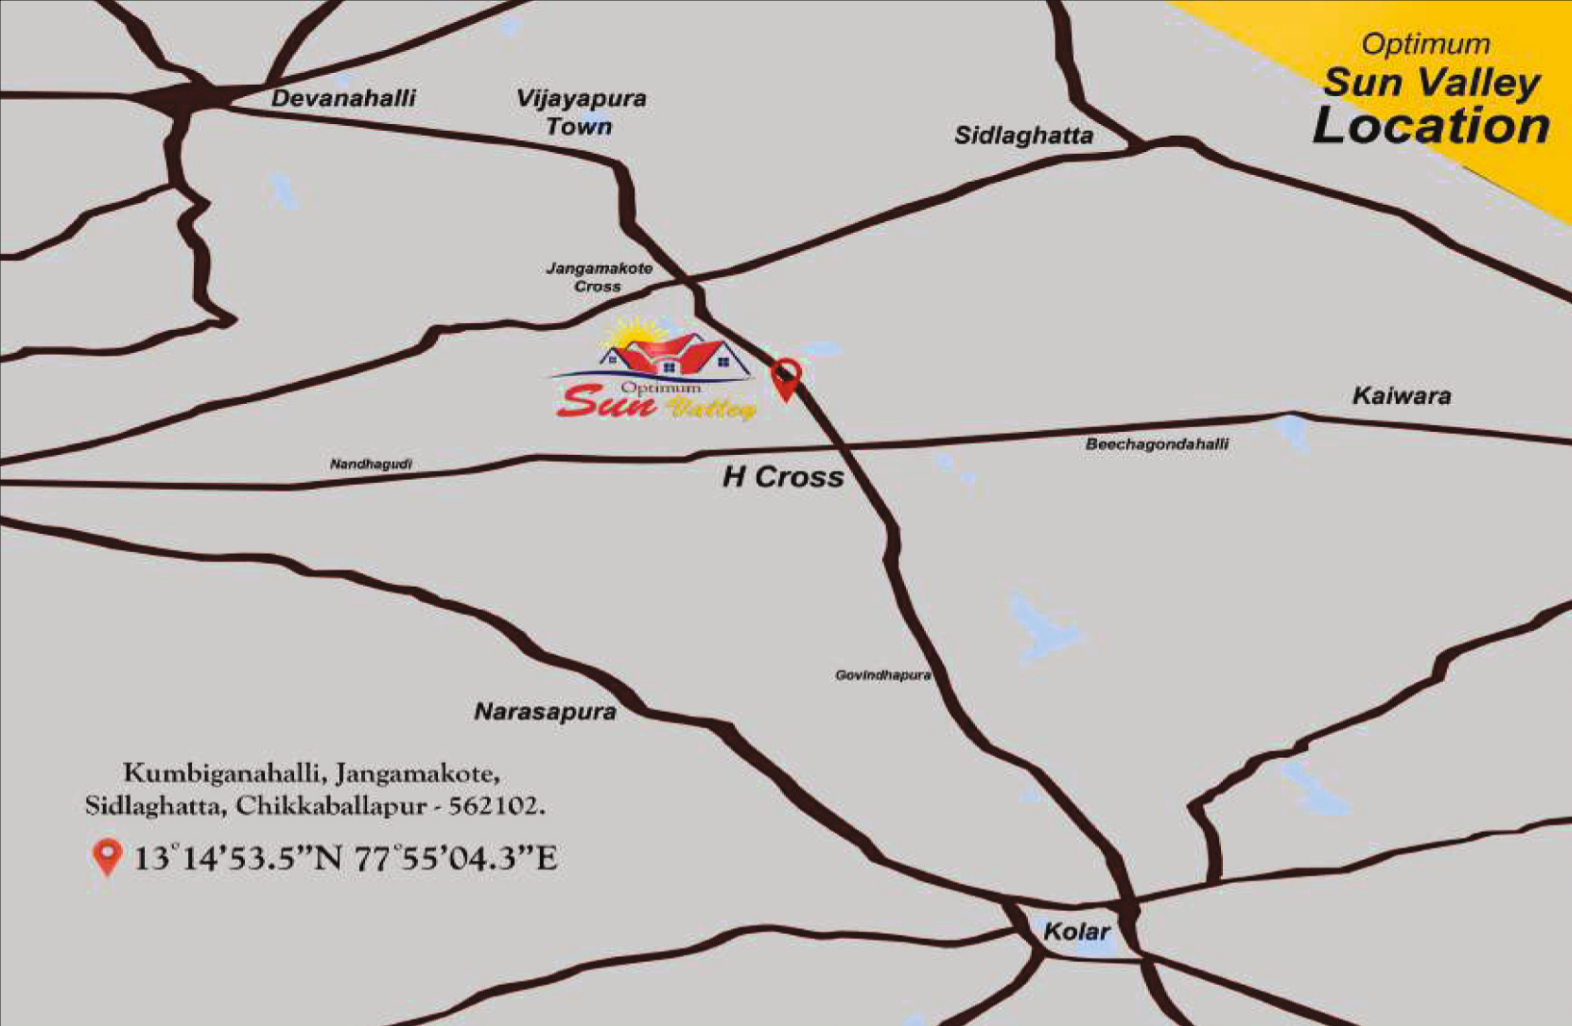 Optimum
Sun Valley
Location
Devanahalli
Vijayapura
Town
Sidlaghatta
Jangamakote
Cross
Optimum
Sun Valley
Kaiwara
Beechagondahalli
Nandhagudi
H Cross
Govindhapura
Narasapura
Kumbiganahalli, Jangamakote,
Sidlaghatta, Chikkaballapur - 562102.
13°14'53.5”N 77°55'04.3”E
Kolar